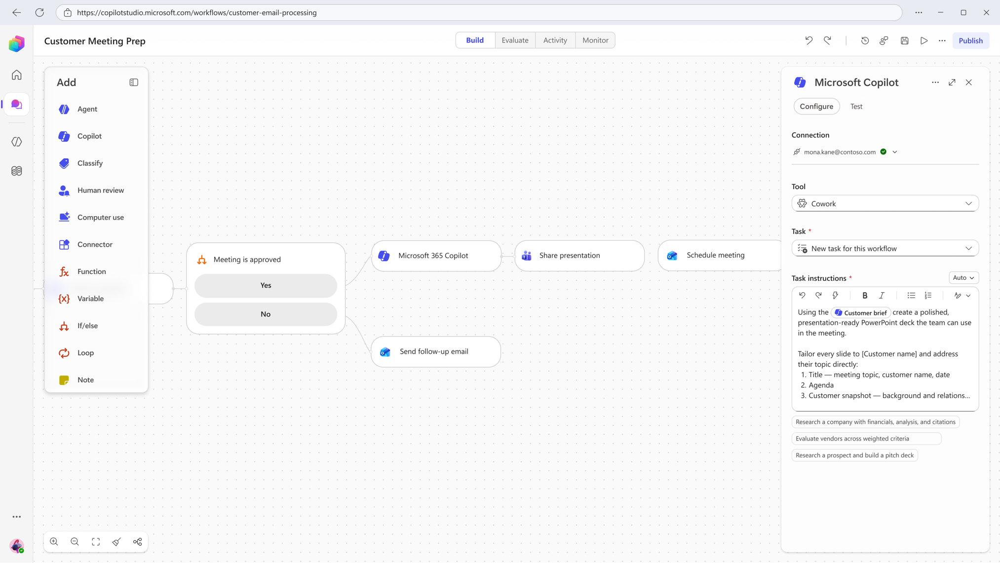 https://copilotstudio.microsoft.com/workflows/customer-email-processing
Customer Meeting Prep
Build
Evaluate
Activity
Monitor
Publish
Add
Agent
Copilot
Classify
Human review
Computer use
Connector
Function
Variable
If/else
Loop
Note
Meeting is approved
Yes
No
Microsoft 365 Copilot
Share presentation
Schedule meeting
Send follow-up email
Microsoft Copilot
Configure
Test
Connection
mona.kane@contoso.com
Tool
Cowork
Task *
New task for this workflow
Task instructions *
Auto
Using the Customer brief create a polished,
presentation-ready PowerPoint deck the team can use
in the meeting.
Tailor every slide to [Customer name] and address
their topic directly:
1. Title — meeting topic, customer name, date
2. Agenda
3. Customer snapshot — background and relations...
Research a company with financials, analysis, and citations
Evaluate vendors across weighted criteria
Research a prospect and build a pitch deck